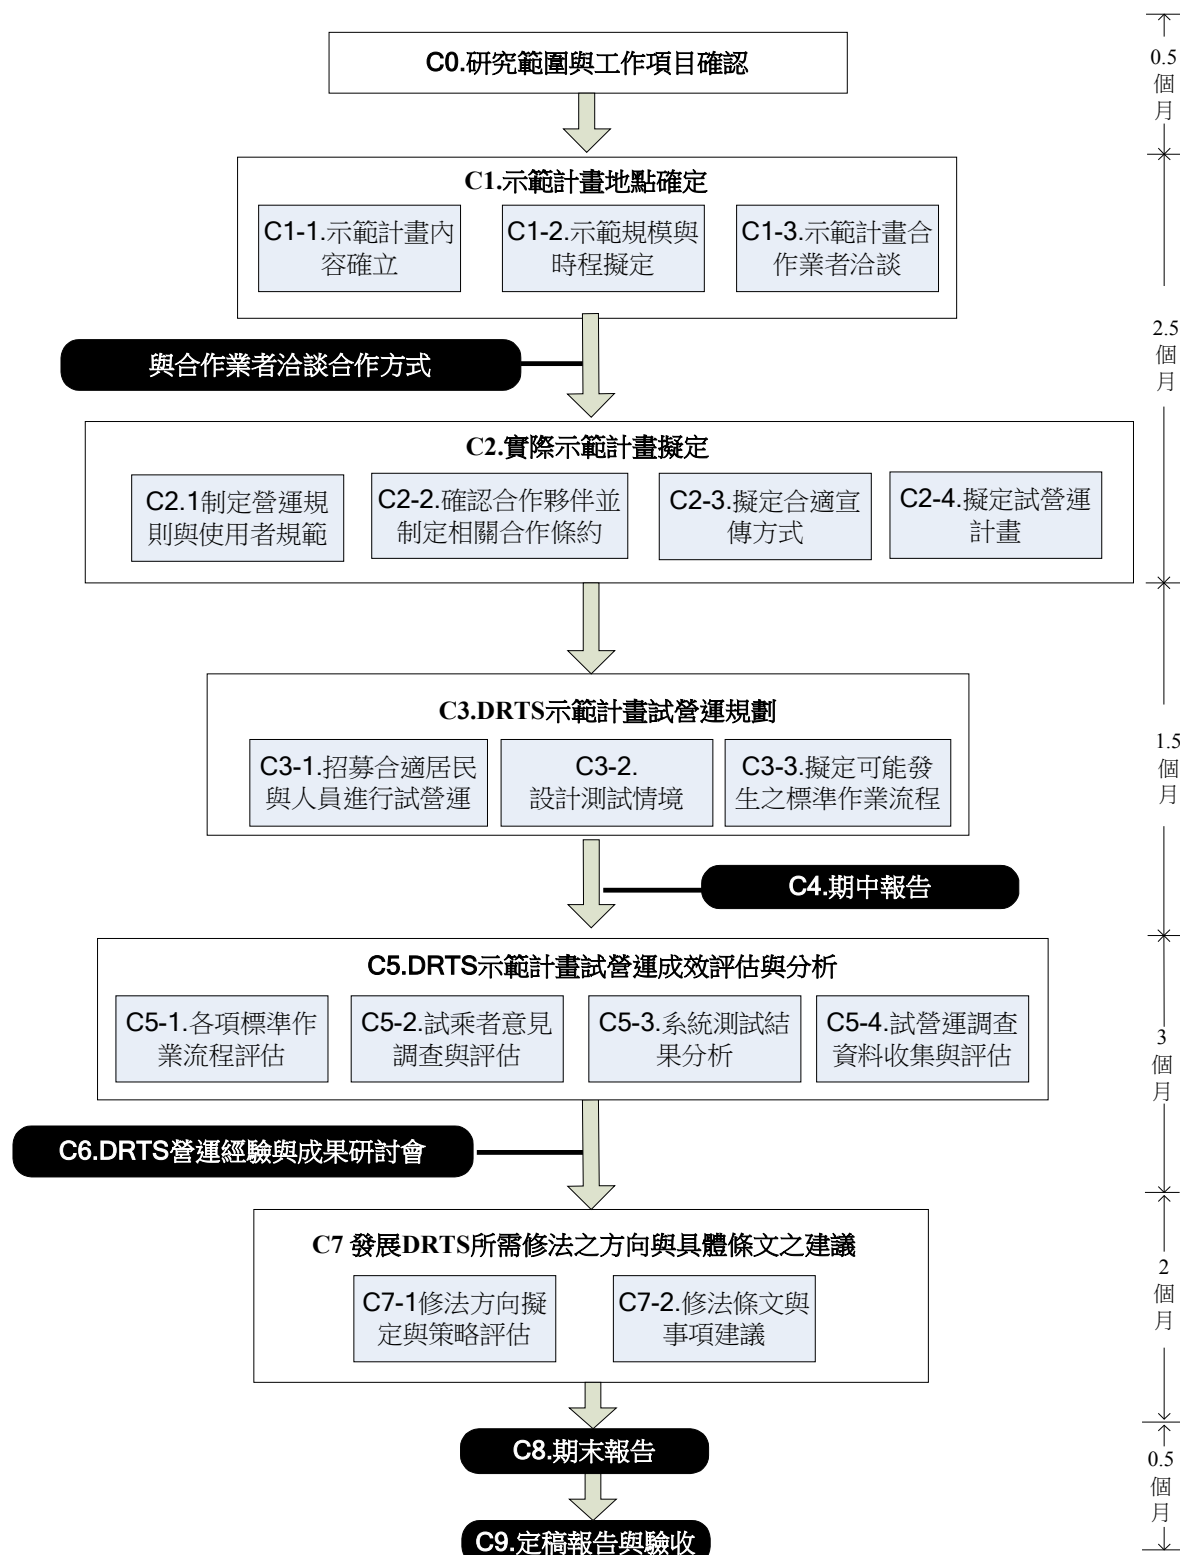 C0.研究範圍與工作項目確認
0.5
個
月
C1.示範計畫地點確定
C1-1.示範計畫內
容確立
C1-2.示範規模與
時程擬定
C1-3.示範計畫合
作業者洽談
與合作業者洽談合作方式
2.5
個
月
C2.實際示範計畫擬定
C2.1制定營運規
則與使用者規範
C2-2.確認合作夥伴並
制定相關合作條約
C2-3.擬定合適宣
傳方式
C2-4.擬定試營運
計畫
C3.DRTS示範計畫試營運規劃
C3-1.招募合適居民
與人員進行試營運
C3-2.
設計測試情境
C3-3.擬定可能發
生之標準作業流程
1.5
個
月
C4.期中報告
C5.DRTS示範計畫試營運成效評估與分析
C5-1.各項標準作
業流程評估
C5-2.試乘者意見
調查與評估
C5-3.系統測試結
果分析
C5-4.試營運調查
資料收集與評估
3
個
月
C6.DRTS營運經驗與成果研討會
C7 發展DRTS所需修法之方向與具體條文之建議
C7-1修法方向擬
定與策略評估
C7-2.修法條文與
事項建議
2
個
月
C8.期末報告
0.5
個
月
C9.定稿報告與驗收